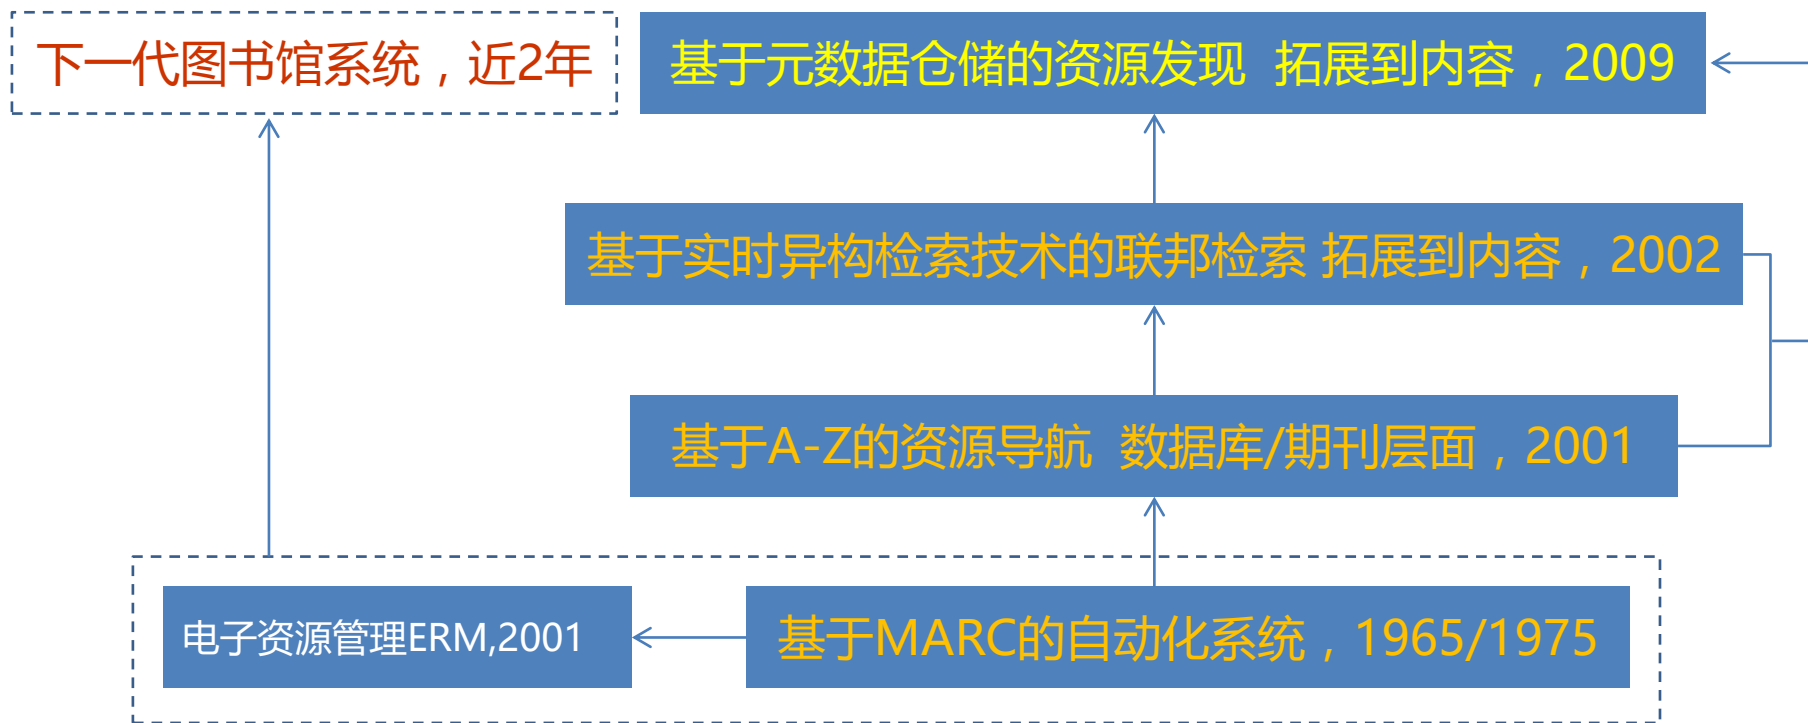 下一代图书馆系统，近2年
基于元数据仓储的资源发现 拓展到内容，2009
基于实时异构检索技术的联邦检索 拓展到内容，2002
基于A-Z的资源导航 数据库/期刊层面，2001
电子资源管理ERM,2001
基于MARC的自动化系统，1965/1975